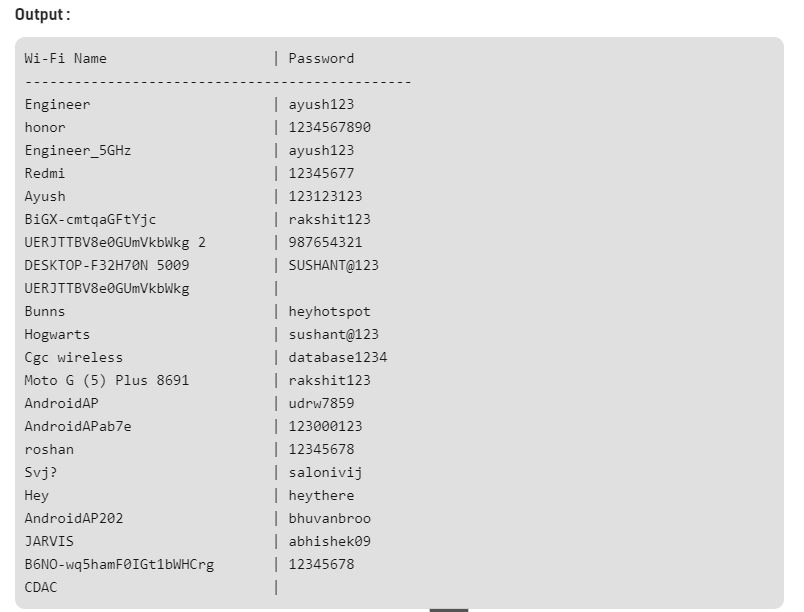 Output :
Wi-Fi Name | Password
-----------------------------------------------
Engineer | ayush123
honor | 1234567890
Engineer_5GHz | ayush123
Redmi | 12345677
Ayush | 123123123
BiGX-cmtqaGFtYjc | rakshit123
UERJTTBV8e0GUmVkbWkg 2 | 987654321
DESKTOP-F32H70N 5009 | SUSHANT@123
UERJTTBV8e0GUmVkbWkg |
Bunns | heyhotspot
Hogwarts | sushant@123
Cgc wireless | database1234
Moto G (5) Plus 8691 | rakshit123
AndroidAP | udrw7859
AndroidAPab7e | 123000123
roshan | 12345678
Svj? | salonivij
Hey | heythere
AndroidAP202 | bhuvanbroo
JARVIS | abhishek09
B6NO-wq5hamF0IGt1bWHCrg | 12345678
CDAC |